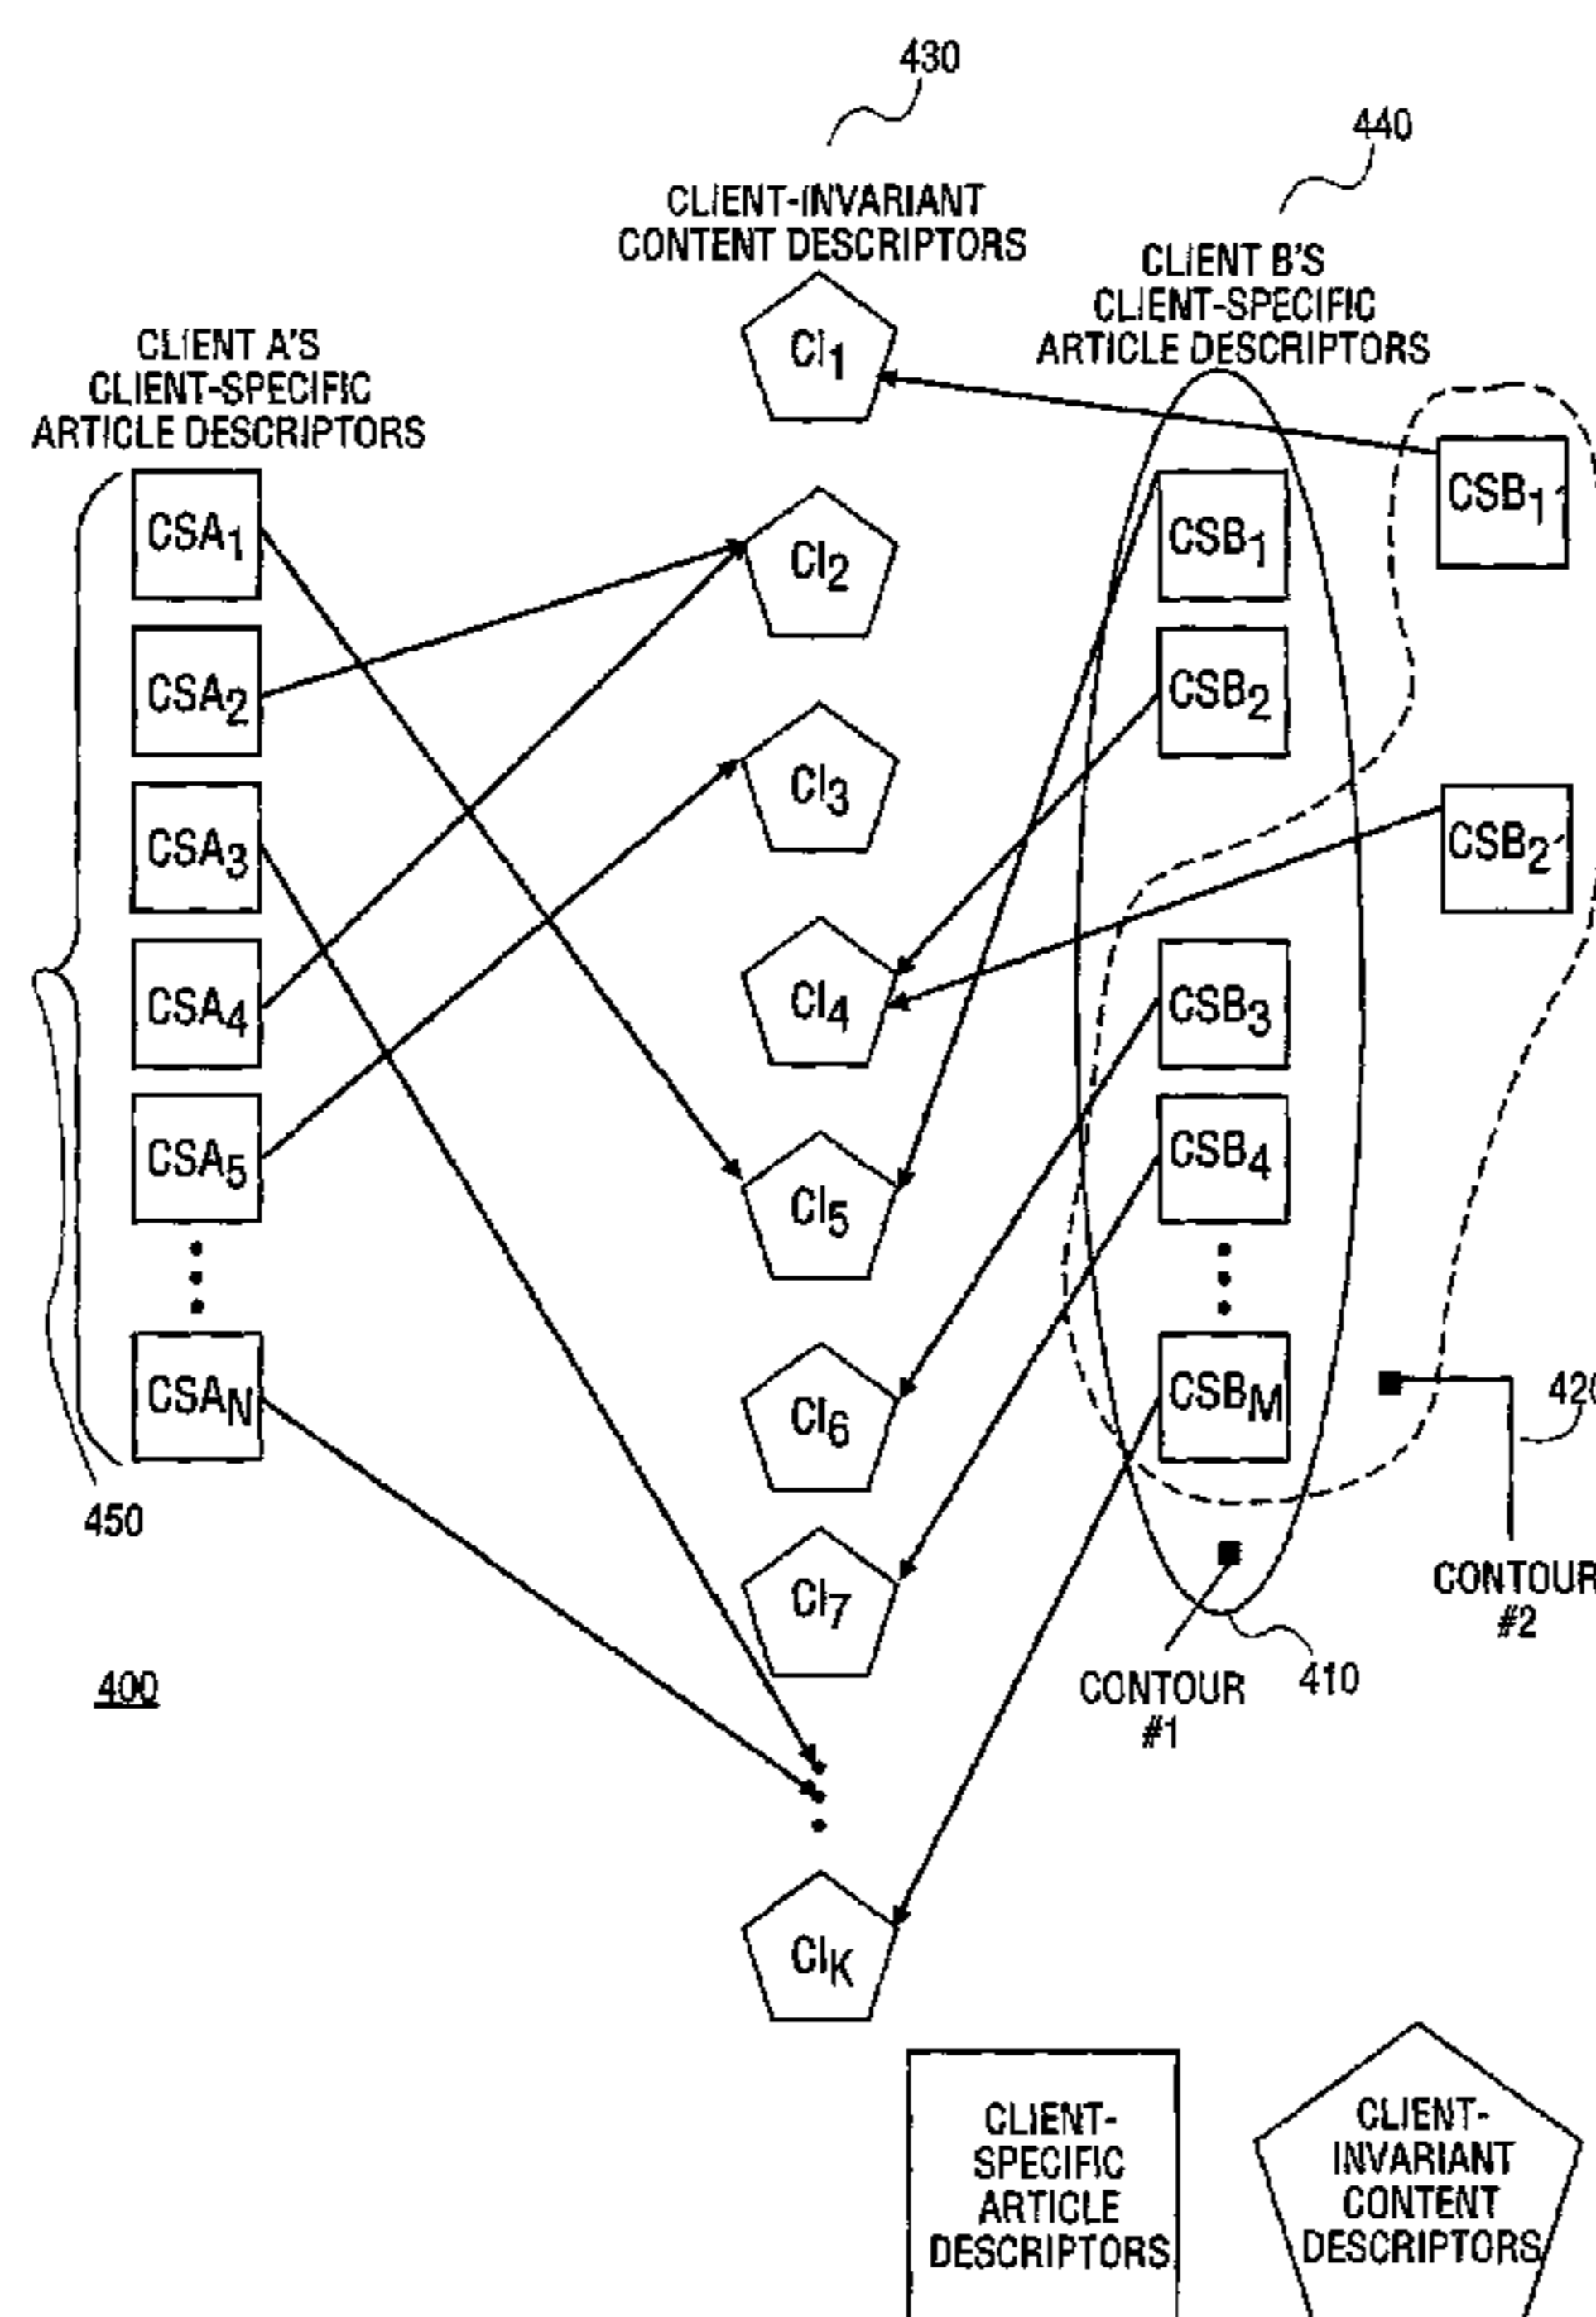 430
440
CLIENT-INVARIANT
CONTENT DESCRIPTORS
CLIENT B'S
CLIENT-SPECIFIC
ARTICLE DESCRIPTORS
CLIENT A'S
CLIENT-SPECIFIC
ARTICLE DESCRIPTORS
CI1
CSA1
CSB1
CSB1'
CI2
CSA2
CSB2
CI3
CSA3
CSB2'
CI4
CSA4
CSB3
CSA5
CSB4
CI5
CSAN
CI6
CSBM
420
450
CONTOUR
#2
CI7
400
410
CONTOUR
#1
CIK
CLIENT-
SPECIFIC
ARTICLE
DESCRIPTORS
CLIENT-
INVARIANT
CONTENT
DESCRIPTORS